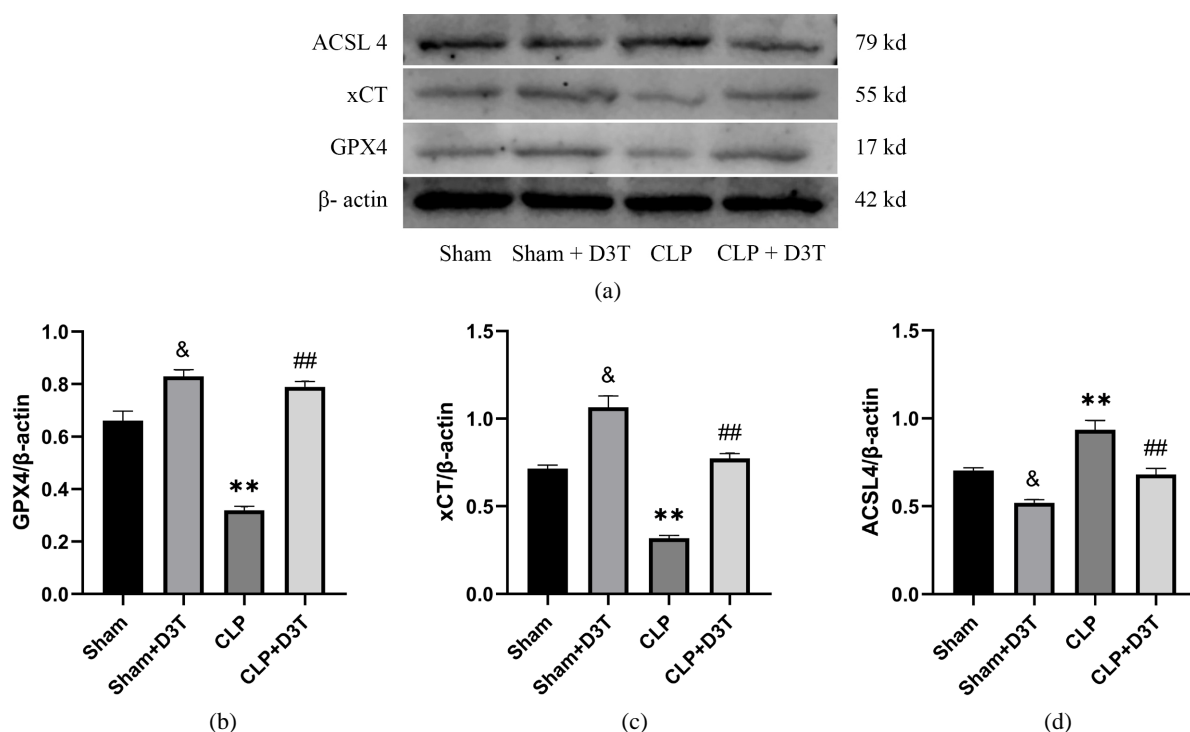 ACSL 4 79 kd
xCT 55 kd
GPX4 17 kd
β- actin 42 kd
Sham Sham + D3T CLP CLP + D3T
(a)
GPX4/β-actin
1.0
0.8
0.6
0.4
0.2
0.0
&
**
##
Sham
Sham+D3T
CLP
CLP+D3T
(b)
xCT/β-actin
1.5
1.0
0.5
0.0
&
**
##
Sham
Sham+D3T
CLP
CLP+D3T
(c)
ACSL4/β-actin
1.5
1.0
0.5
0.0
&
**
##
Sham
Sham+D3T
CLP
CLP+D3T
(d)